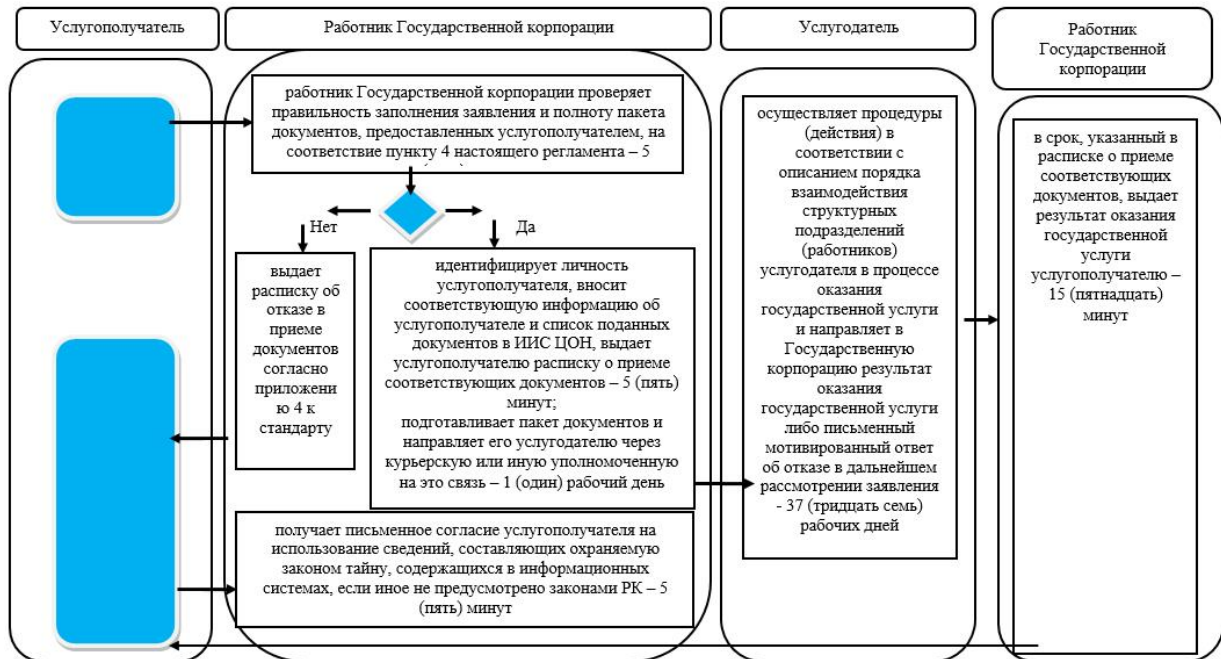 Услугополучатель
Работник Государственной корпорации
Услугодатель
Работник
Государственной
корпорации
работник Государственной корпорации проверяет
правильность заполнения заявления и полноту пакета
документов, предоставленных услугополучателем, на
соответствие пункту 4 настоящего регламента – 5
Нет
Да
выдает
расписку об
отказе в
приеме
документов
согласно
приложени
ю 4 к
стандарту
идентифицирует личность
услугополучателя, вносит
соответствующую информацию об
услугополучателе и список поданных
документов в ИИС ЦОН, выдает
услугополучателю расписку о приеме
соответствующих документов – 5 (пять)
минут;
подготавливает пакет документов и
направляет его услугодателю через
курьерскую или иную уполномоченную
на это связь – 1 (один) рабочий день
получает письменное согласие услугополучателя на
использование сведений, составляющих охраняемую
законом тайну, содержащихся в информационных
системах, если иное не предусмотрено законами РК – 5
(пять) минут
осуществляет процедуры
(действия) в
соответствии с
описанием порядка
взаимодействия
структурных
подразделений
(работников)
услугодателя в процессе
оказания
государственной услуги
и направляет в
Государственную
корпорацию результат
оказания
государственной услуги
либо письменный
мотивированный ответ
об отказе в дальнейшем
рассмотрении заявления
- 37 (тридцать семь)
рабочих дней
в срок, указанный в
расписке о приеме
соответствующих
документов, выдает
результат оказания
государственной
услуги
услугополучателю –
15 (пятнадцать)
минут